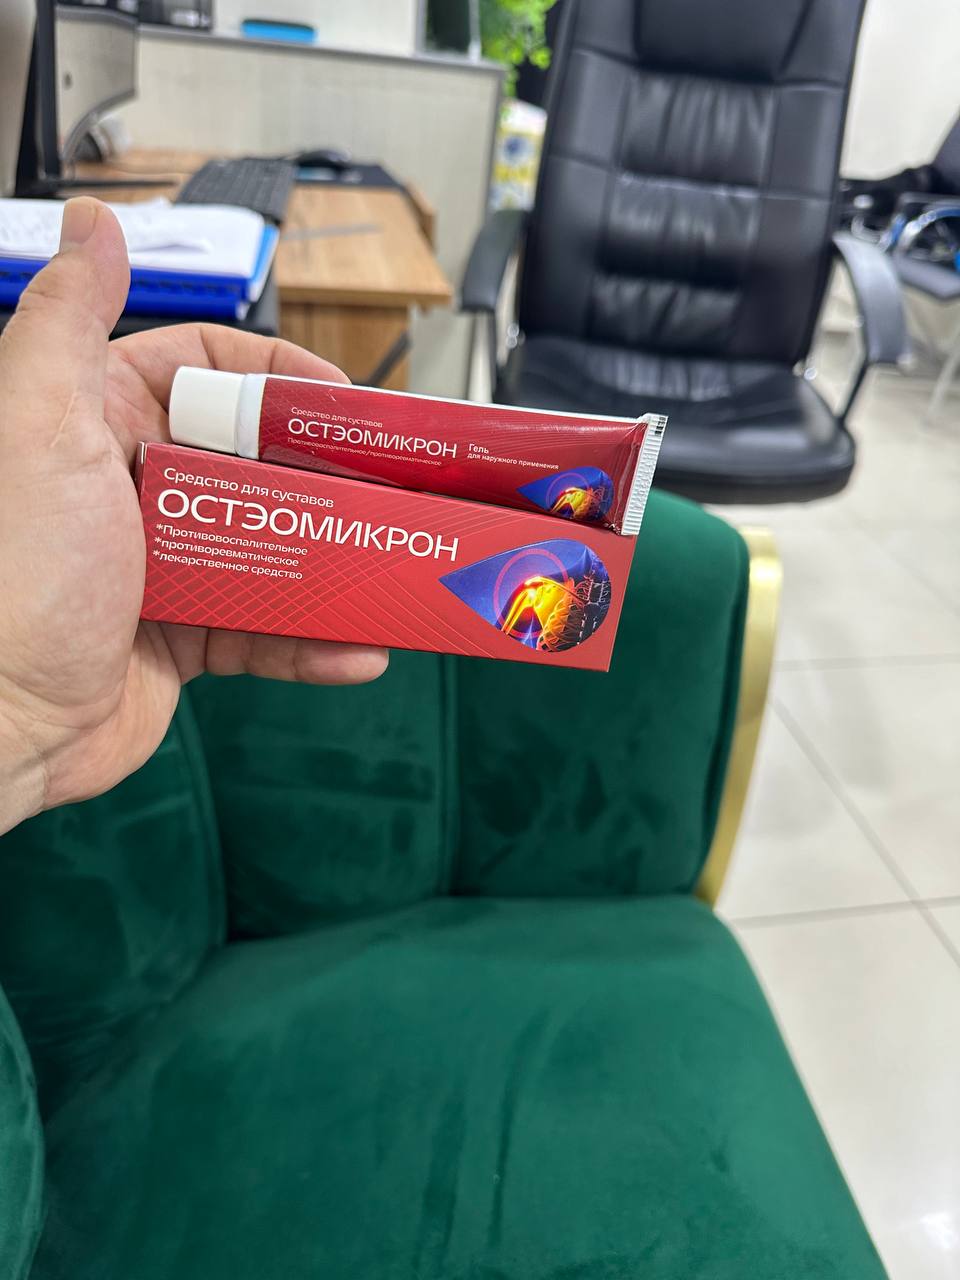 Средство для суставов
ОСТЭОМИКРОН
Противовоспалительное/противоревматическое
Гель
для наружного применения
Средство для суставов
ОСТЭОМИКРОН
*Противовоспалительное
*противоревматическое
*лекарственное средство